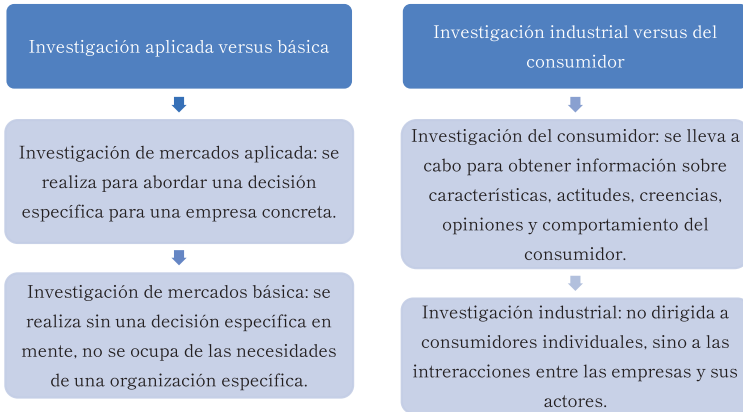 Investigación aplicada versus básica
Investigación de mercados aplicada: se
realiza para abordar una decisión
específica para una empresa concreta.
Investigación de mercados básica: se
realiza sin una decisión específica en
mente, no se ocupa de las necesidades
de una organización específica.
Investigación industrial versus del
consumidor
Investigación del consumidor: se lleva a
cabo para obtener información sobre
características, actitudes, creencias,
opiniones y comportamiento del
consumidor.
Investigación industrial: no dirigida a
consumidores individuales, sino a las
intreracciones entre las empresas y sus
actores.